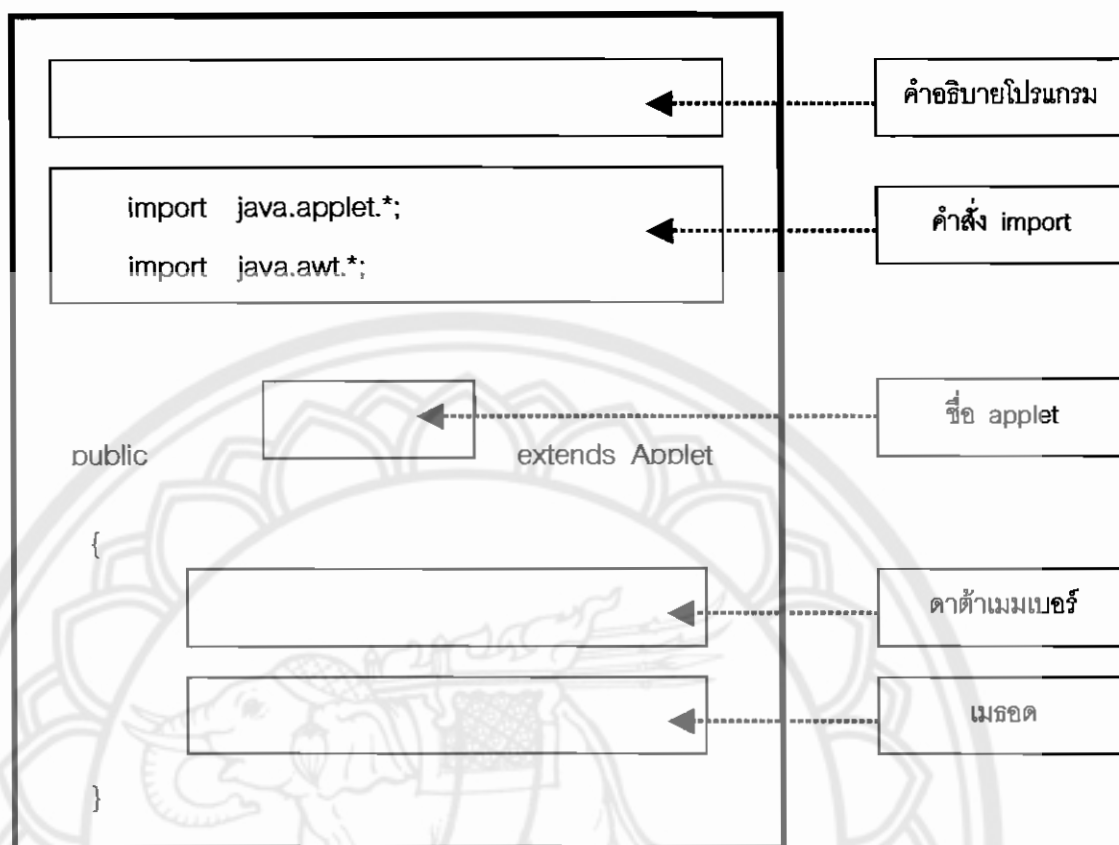 คำอธิบายโปรแกรม
import java.applet.*;
คำสั่ง import
import java.awt.*;
ชื่อ applet
public extends Applet
{
ดาต้าเมมเบอร์
เมธอด
}